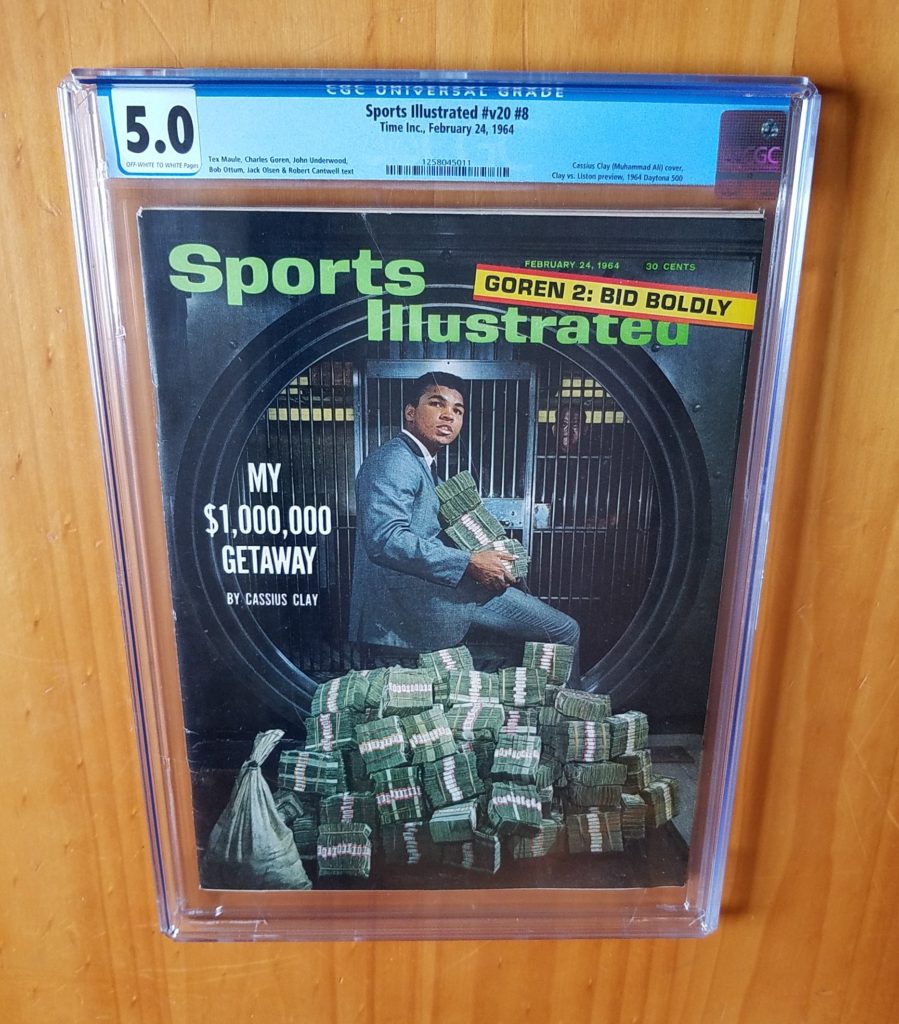 CGC UNIVERSAL GRADE
5.0
OFF-WHITE TO WHITE Pages
Sports Illustrated #v20 #8
Time Inc., February 24, 1964
Tex Maule, Charles Goren, John Underwood,
Bob Ottum, Jack Olsen & Robert Cantwell text
1258045011
Cassius Clay (Muhammad Ali) cover,
Clay vs. Liston preview, 1964 Daytona 500
CGC
FEBRUARY 24, 1964 30 CENTS
Sports
Illustrated
GOREN 2: BID BOLDLY
MY
$1,000,000
GETAWAY
BY CASSIUS CLAY